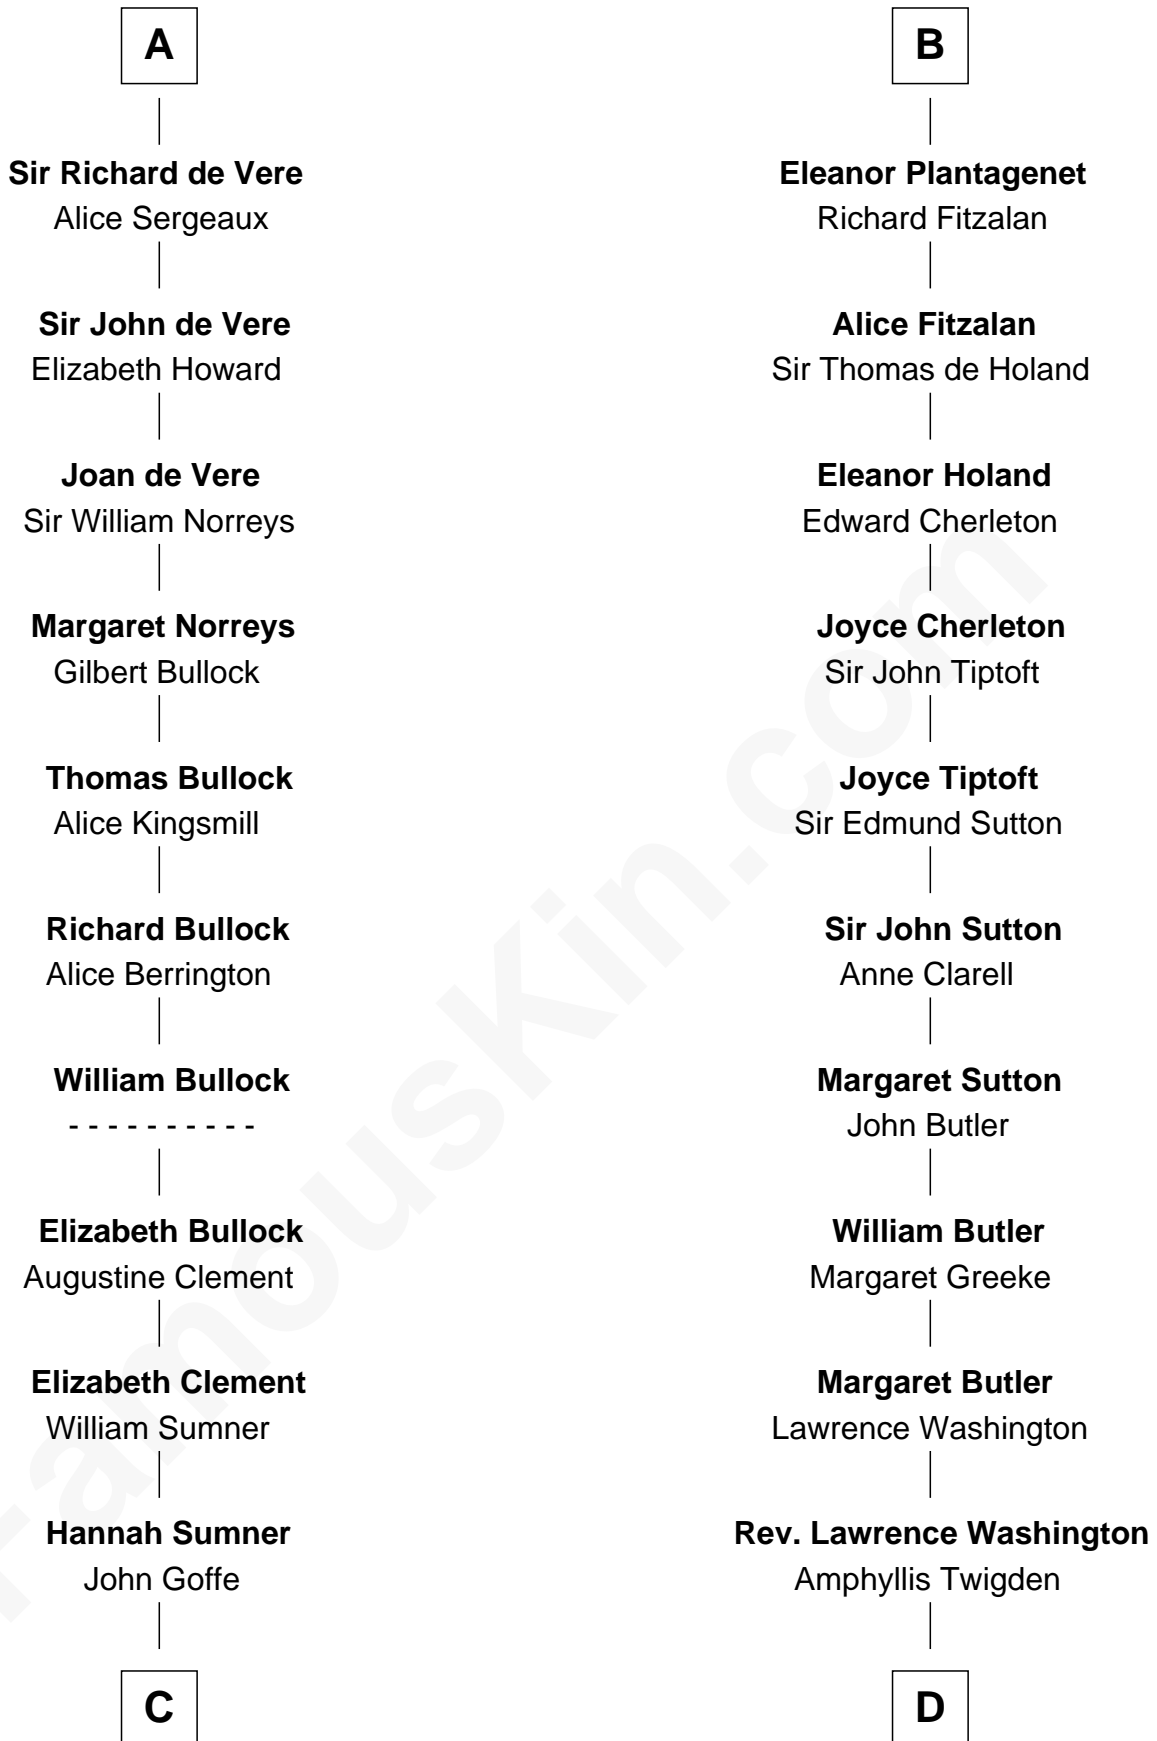 A
Sir Richard de Vere
Alice Sergeaux
Sir John de Vere
Elizabeth Howard
Joan de Vere
Sir William Norreys
Margaret Norreys
Gilbert Bullock
Thomas Bullock
Alice Kingsmill
Richard Bullock
Alice Berrington
William Bullock
- - - - - - - - - -
Elizabeth Bullock
Augustine Clement
Elizabeth Clement
William Sumner
Hannah Sumner
John Goffe
C
B
Eleanor Plantagenet
Richard Fitzalan
Alice Fitzalan
Sir Thomas de Holand
Eleanor Holand
Edward Cherleton
Joyce Cherleton
Sir John Tiptoft
Joyce Tiptoft
Sir Edmund Sutton
Sir John Sutton
Anne Clarell
Margaret Sutton
John Butler
William Butler
Margaret Greeke
Margaret Butler
Lawrence Washington
Rev. Lawrence Washington
Amphyllis Twigden
D
FamousKin.com